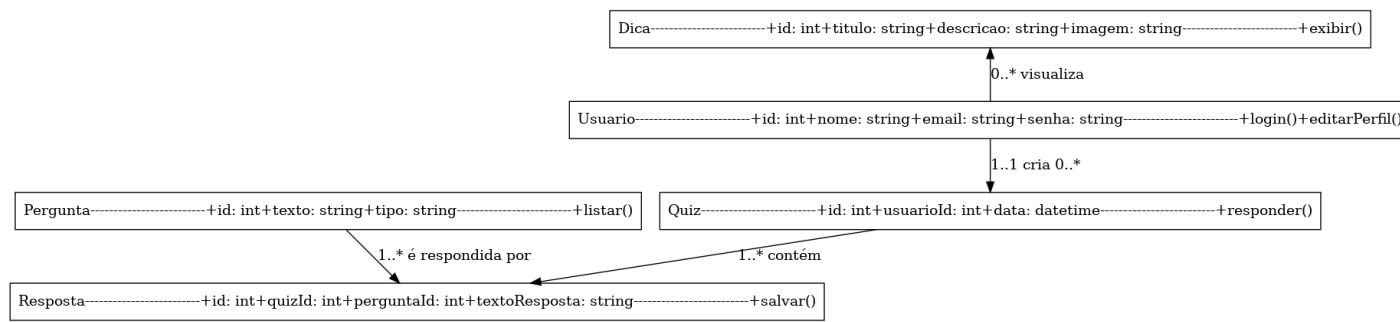 Dica-------------------------+id: int+titulo: string+descricao: string+imagem: string-------------------------+exibir()
0..* visualiza
Usuario-------------------------+id: int+nome: string+email: string+senha: string-------------------------+login()+editarPerfil()
1..1 cria 0..*
Pergunta-------------------------+id: int+texto: string+tipo: string-------------------------+listar()
Quiz-------------------------+id: int+usuarioId: int+data: datetime-------------------------+responder()
1..* é respondida por
1..* contém
Resposta-------------------------+id: int+quizId: int+perguntaId: int+textoResposta: string-------------------------+salvar()